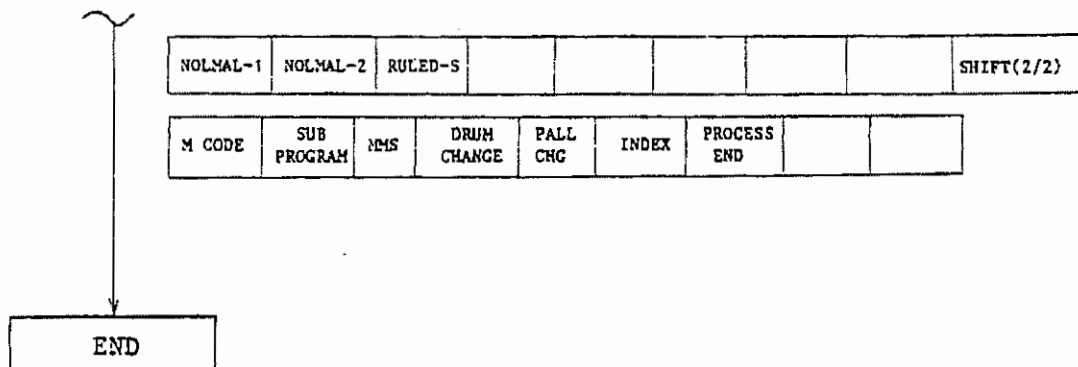 NOLMAL-1 NOLMAL-2 RULED-S SHIFT(2/2)
M CODE SUB PROGRAM MMS DRUM CHANGE PALL CHG INDEX PROCESS END
END